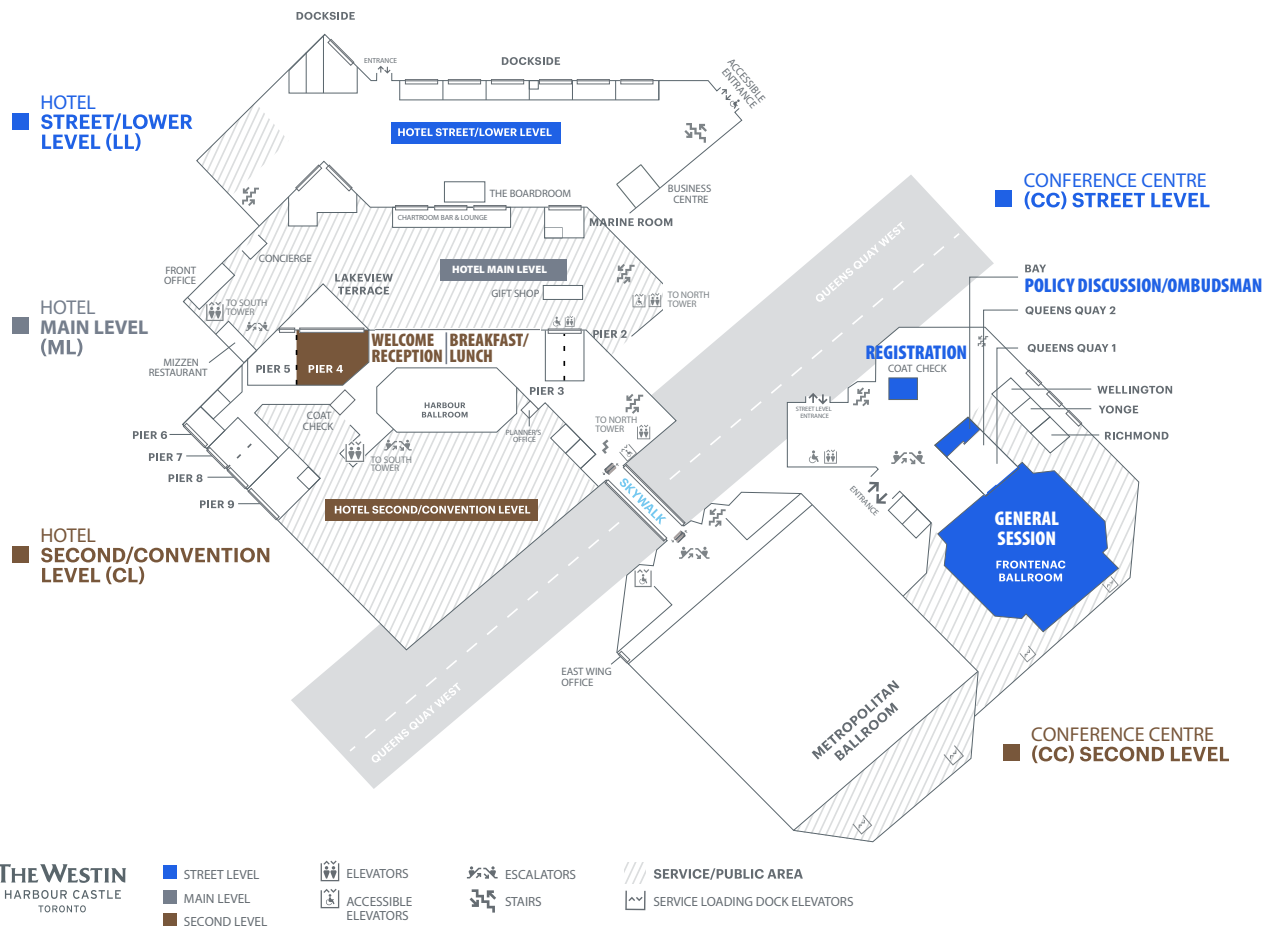 DOCKSIDE
ENTRANCE
DOCKSIDE
ACCESSIBLE
ENTRANCE
HOTEL
STREET/LOWER
LEVEL (LL)
HOTEL STREET/LOWER LEVEL
THE BOARDROOM
BUSINESS
CENTRE
CHARTROOM BAR & LOUNGE
MARINE ROOM
CONCIERGE
FRONT
OFFICE
LAKEVIEW
TERRACE
HOTEL MAIN LEVEL
GIFT SHOP
TO SOUTH
TOWER
TO NORTH
TOWER
HOTEL
MAIN LEVEL
(ML)
MIZZEN
RESTAURANT
PIER 5
PIER 4
WELCOME
RECEPTION
BREAKFAST/
LUNCH
PIER 2
PIER 3
HARBOUR
BALLROOM
COAT
CHECK
PLANNER'S
OFFICE
TO NORTH
TOWER
TO SOUTH
TOWER
PIER 6
PIER 7
PIER 8
PIER 9
HOTEL SECOND/CONVENTION LEVEL
SKYWALK
HOTEL
SECOND/CONVENTION
LEVEL (CL)
QUEENS QUAY WEST
QUEENS QUAY WEST
CONFERENCE CENTRE
(CC) STREET LEVEL
BAY
POLICY DISCUSSION/OMBUDSMAN
QUEENS QUAY 2
QUEENS QUAY 1
REGISTRATION
COAT CHECK
STREET LEVEL
ENTRANCE
WELLINGTON
YONGE
RICHMOND
ENTRANCE
GENERAL
SESSION
FRONTENAC
BALLROOM
EAST WING
OFFICE
METROPOLITAN
BALLROOM
CONFERENCE CENTRE
(CC) SECOND LEVEL
THE WESTIN
HARBOUR CASTLE
TORONTO
STREET LEVEL
MAIN LEVEL
SECOND LEVEL
ELEVATORS
ACCESSIBLE
ELEVATORS
ESCALATORS
STAIRS
SERVICE/PUBLIC AREA
SERVICE LOADING DOCK ELEVATORS